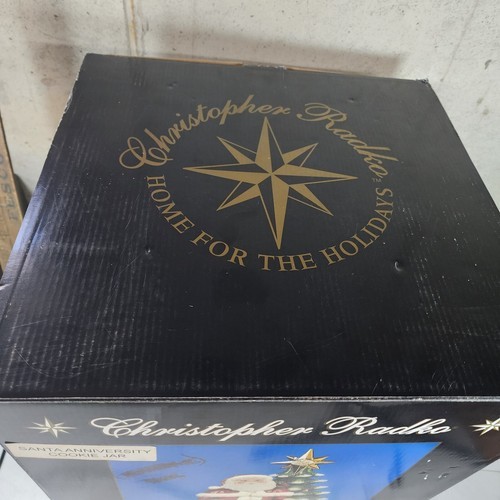 Christopher Radko
HOME FOR THE HOLIDAYS
Christopher Radko
SANTA ANNIVERSITY
COOKIE JAR